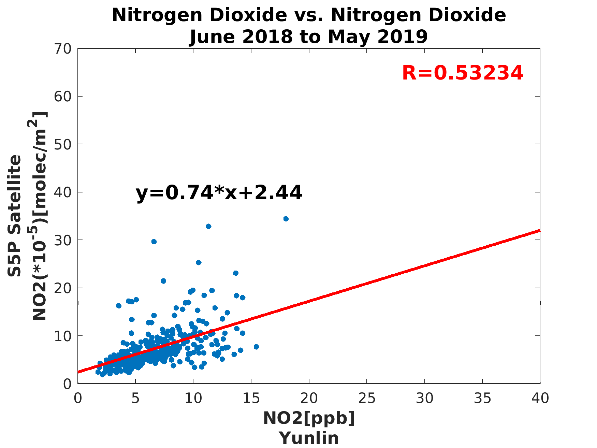 Nitrogen Dioxide vs. Nitrogen Dioxide
June 2018 to May 2019
R=0.53234
y=0.74*x+2.44
S5P Satellite
NO2(*10^-5)[molec/m^2]
70
60
50
40
30
20
10
0
0 5 10 15 20 25 30 35 40
NO2[ppb]
Yunlin